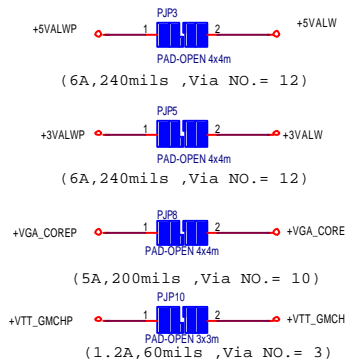 PJP3
+5VALWP 1 2 +5VALW
PAD-OPEN 4x4m
(6A,240mils ,Via NO.= 12)
PJP5
+3VALWP 1 2 +3VALW
PAD-OPEN 4x4m
(6A,240mils ,Via NO.= 12)
PJP8
+VGA_COREP 1 2 +VGA_CORE
PAD-OPEN 4x4m
(5A,200mils ,Via NO.= 10)
PJP10
+VTT_GMCHP 1 2 +VTT_GMCH
PAD-OPEN 3x3m
(1.2A,60mils ,Via NO.= 3)